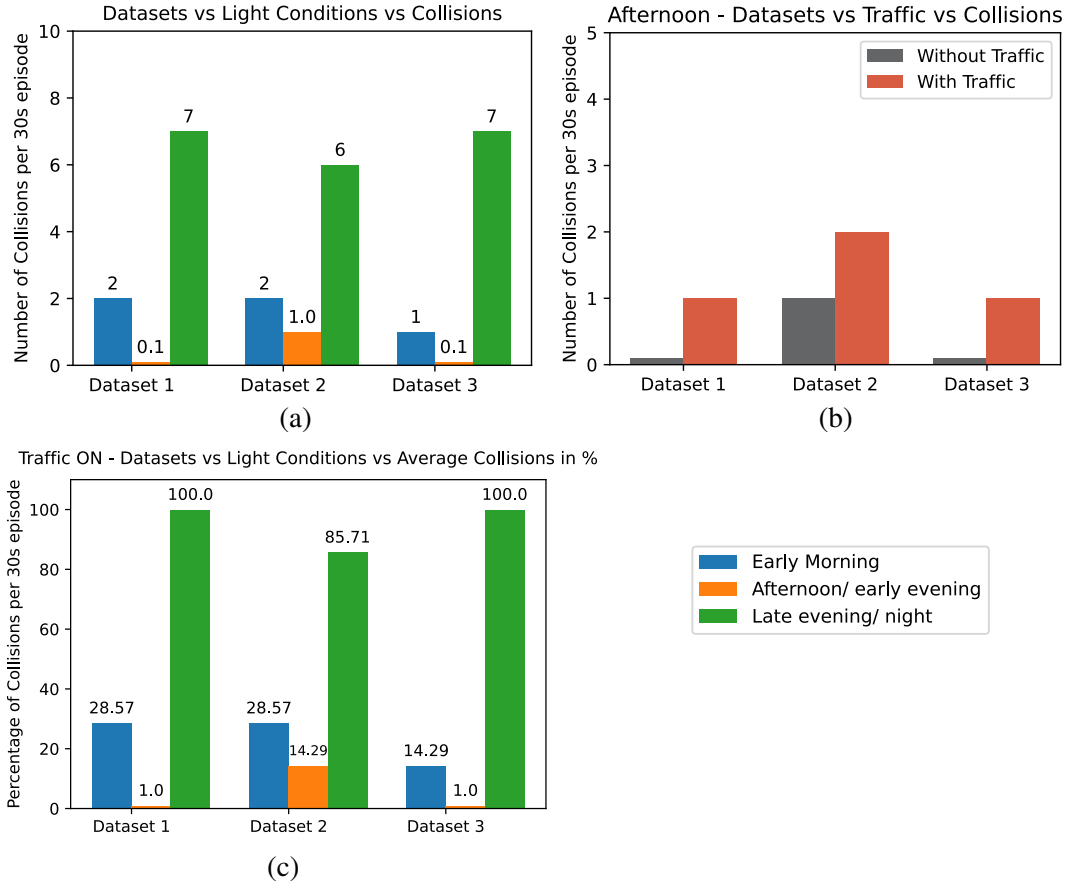 Datasets vs Light Conditions vs Collisions
Number of Collisions per 30s episode
10
8
6
4
2
0
2
0.1
7
2
1.0
6
1
0.1
7
Dataset 1
Dataset 2
Dataset 3
(a)
Afternoon - Datasets vs Traffic vs Collisions
Number of Collisions per 30s episode
5
4
3
2
1
0
Without Traffic
With Traffic
Dataset 1
Dataset 2
Dataset 3
(b)
Traffic ON - Datasets vs Light Conditions vs Average Collisions in %
Percentage of Collisions per 30s episode
100
80
60
40
20
0
28.57
1.0
100.0
28.57
14.29
85.71
14.29
1.0
100.0
Dataset 1
Dataset 2
Dataset 3
(c)
Early Morning
Afternoon/ early evening
Late evening/ night